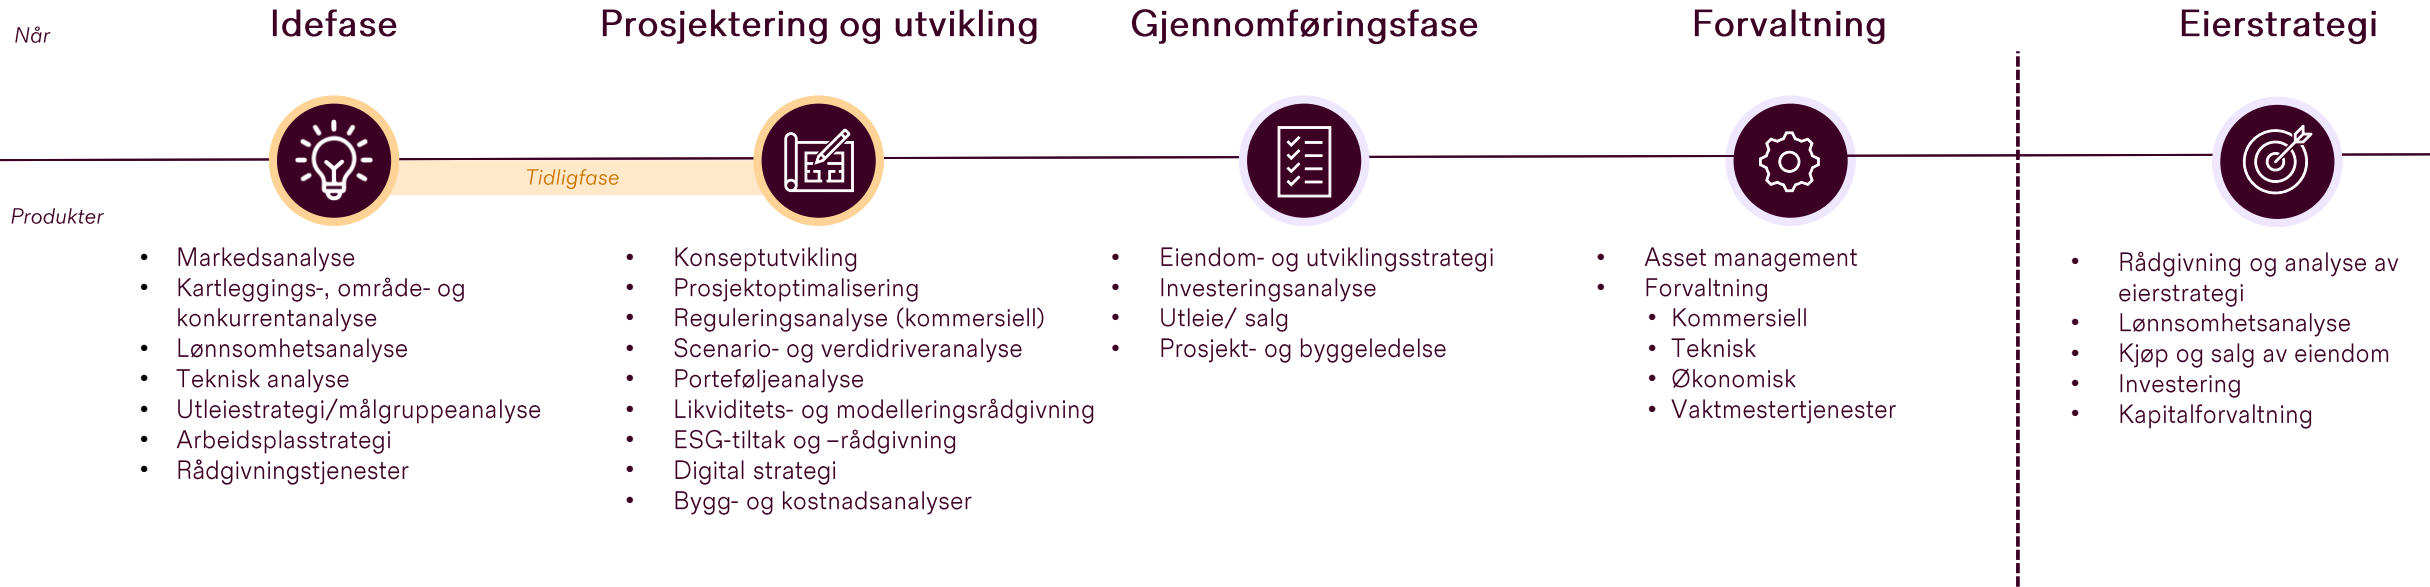 Når
Idefase
Prosjektering og utvikling
Gjennomføringsfase
Forvaltning
Eierstrategi
Tidligfase
Produkter
• Markedsanalyse
• Kartleggings-, område- og
konkurrentanalyse
• Lønnsomhetsanalyse
• Teknisk analyse
• Utleiestrategi/målgruppeanalyse
• Arbeidsplasstrategi
• Rådgivningstjenester
• Konseptutvikling
• Prosjektoptimalisering
• Reguleringsanalyse (kommersiell)
• Scenario- og verdidriveranalyse
• Porteføljeanalyse
• Likviditets- og modelleringsrådgivning
• ESG-tiltak og –rådgivning
• Digital strategi
• Bygg- og kostnadsanalyser
• Eiendom- og utviklingsstrategi
• Investeringsanalyse
• Utleie/ salg
• Prosjekt- og byggeledelse
• Asset management
• Forvaltning
• Kommersiell
• Teknisk
• Økonomisk
• Vaktmestertjenester
• Rådgivning og analyse av
eierstrategi
• Lønnsomhetsanalyse
• Kjøp og salg av eiendom
• Investering
• Kapitalforvaltning